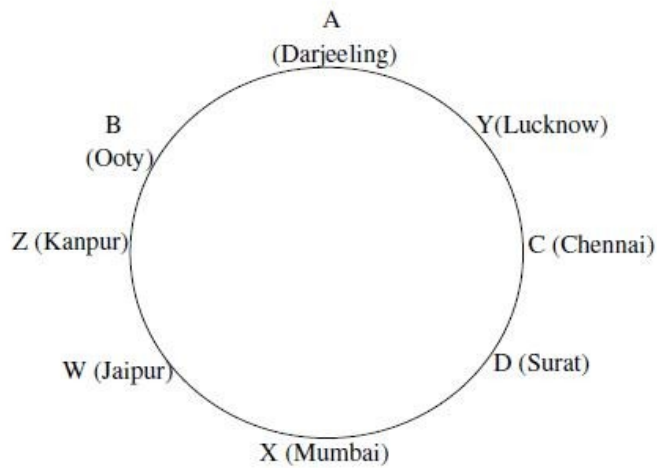 A
(Darjeeling)
B
(Ooty)
Y(Lucknow)
Z (Kanpur)
C (Chennai)
W (Jaipur)
D (Surat)
X (Mumbai)